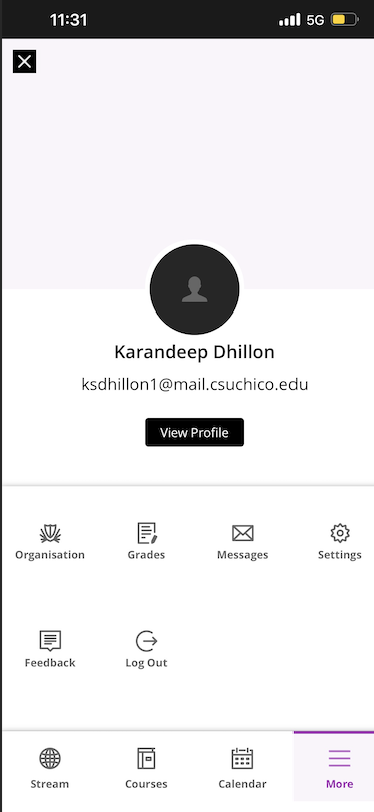 11:31 5G
Karandeep Dhillon
ksdhillon1@mail.csuchico.edu
View Profile
Organisation Grades Messages Settings
Feedback Log Out
Stream Courses Calendar More